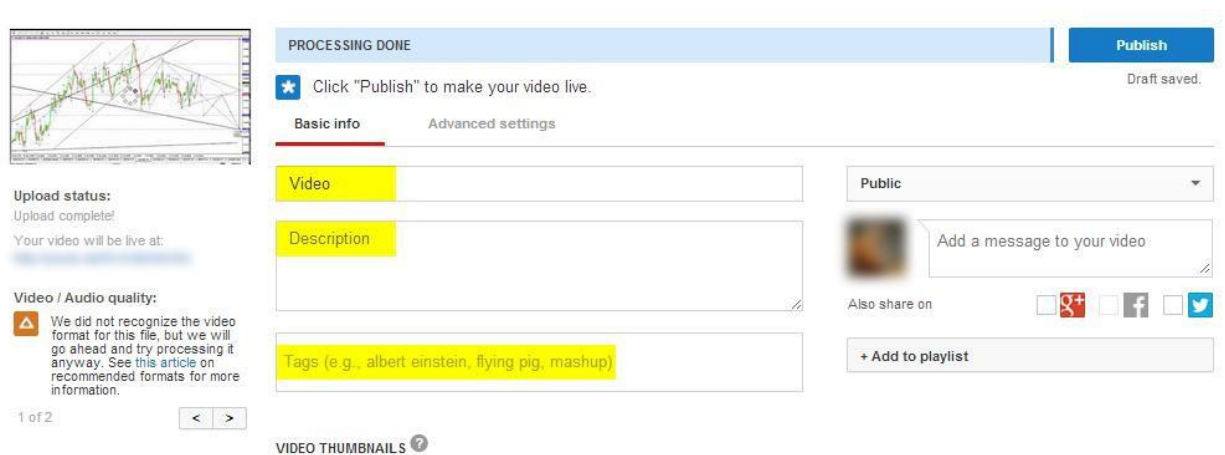 PROCESSING DONE
Publish
Click "Publish" to make your video live.
Draft saved.
Basic info
Advanced settings
Upload status:
Upload complete!
Your video will be live at:
Video / Audio quality:
We did not recognize the video
format for this file, but we will
go ahead and try processing it
anyway. See this article on
recommended formats for more
information.
1 of 2
< >
Video
Description
Tags (e.g., albert einstein, flying pig, mashup)
VIDEO THUMBNAILS ?
Public
Add a message to your video
Also share on
g+
f
+ Add to playlist